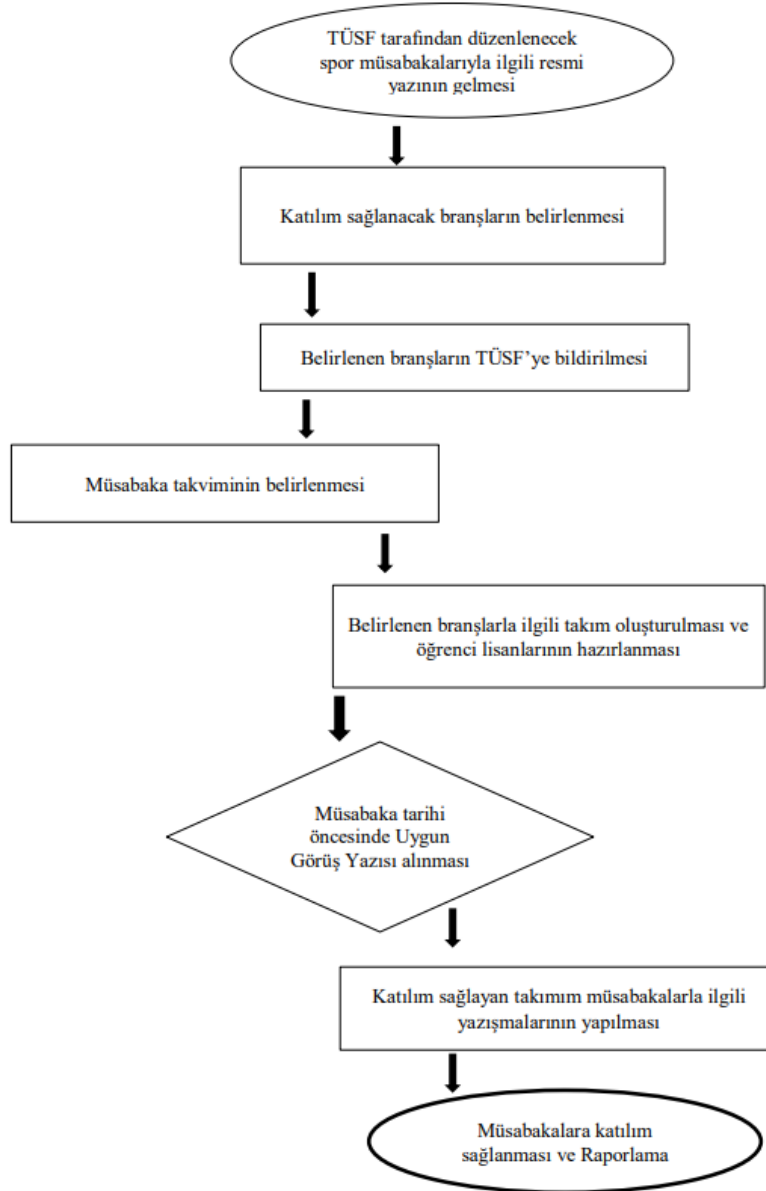 TÜSF tarafından düzenlenecek
spor müsabakalarıyla ilgili resmi
yazının gelmesi
Katılım sağlanacak branşların belirlenmesi
Belirlenen branşların TÜSF’ye bildirilmesi
Müsabaka takviminin belirlenmesi
Belirlenen branşlarla ilgili takım oluşturulması ve
öğrenci lisanlarının hazırlanması
Müsabaka tarihi
öncesinde Uygun
Görüş Yazısı alınması
Katılım sağlayan takımım müsabakalarla ilgili
yazışmalarının yapılması
Müsabakalara katılım
sağlanması ve Raporlama